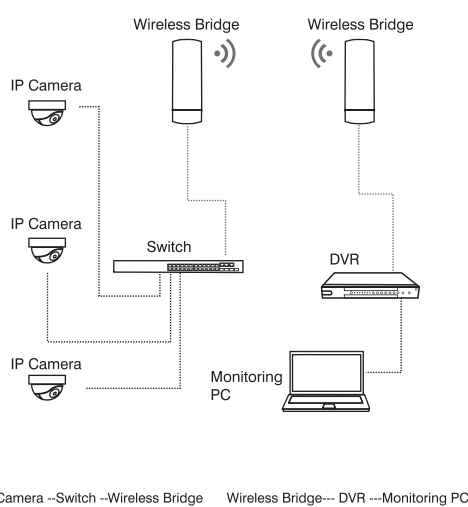 Wireless Bridge
Wireless Bridge
IP Camera
IP Camera
Switch
DVR
IP Camera
Monitoring
PC
Camera --Switch --Wireless Bridge
Wireless Bridge--- DVR ---Monitoring PC